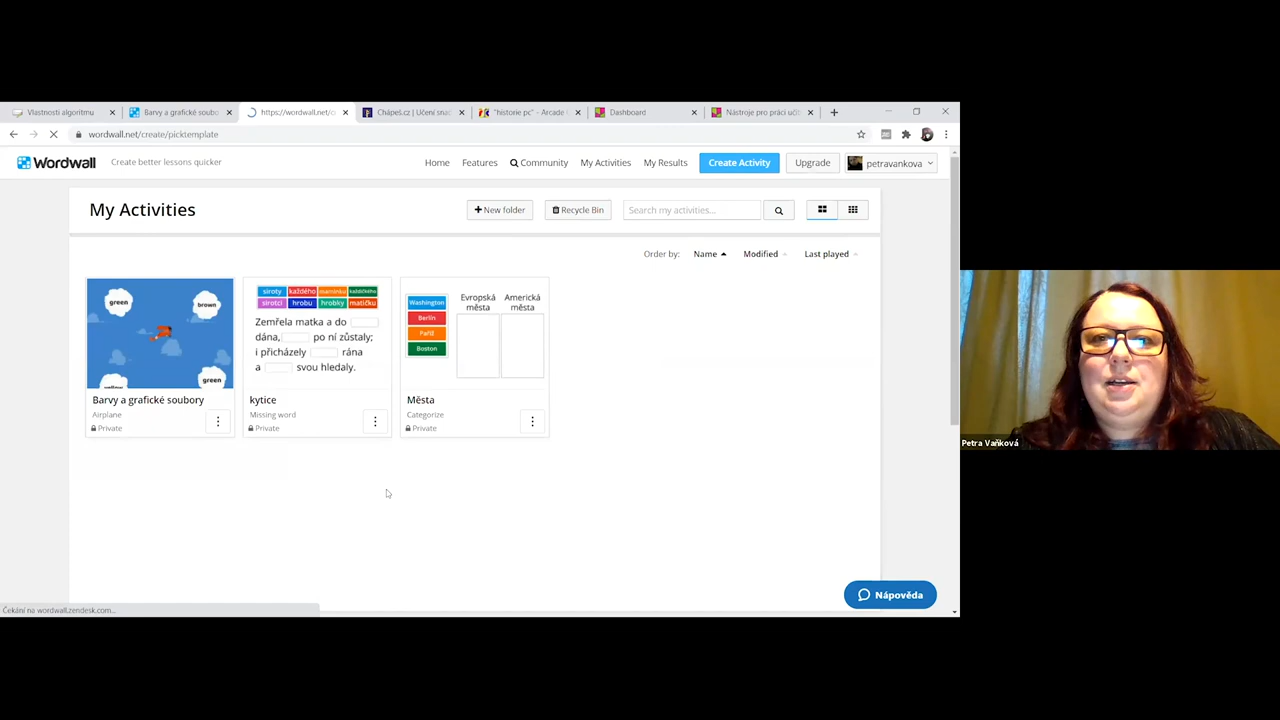 Vlastnosti algoritmu
Barvy a grafické soubo
https://wordwall.net/c
Chápeš.cz | Učení snad
"historie pc" - Arcade
Dashboard
Nástroje pro práci učit
wordwall.net/create/picktemplate
Wordwall
Create better lessons quicker
Home
Features
Community
My Activities
My Results
Create Activity
Upgrade
petravankova
My Activities
New folder
Recycle Bin
Search my activities...
Order by:
Name
Modified
Last played
green
brown
yellow
green
siroty každého maminku každičkého
sirotci hrobu hrobky matičku
Zemřela matka a do
dána, po ní zůstaly;
i přicházely rána
a svou hledaly.
Washington
Berlín
Paříž
Boston
Evropská
města
Americká
města
Barvy a grafické soubory
Airplane
Private
kytice
Missing word
Private
Města
Categorize
Private
Petra Vaňková
Nápověda
Čekání na wordwall.zendesk.com...